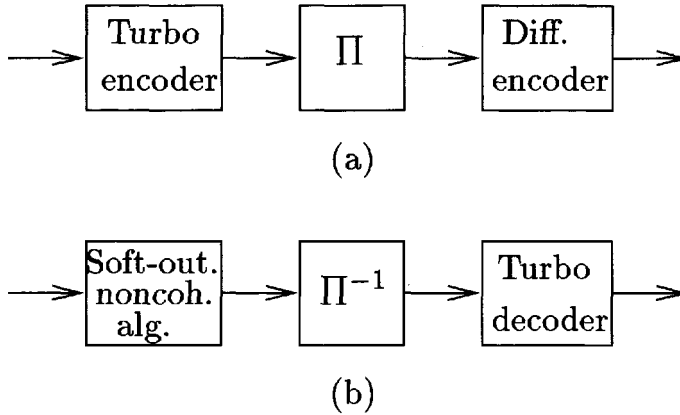 Turbo
encoder
Π
Diff.
encoder
(a)
Soft-out.
noncoh.
alg.
Π⁻¹
Turbo
decoder
(b)